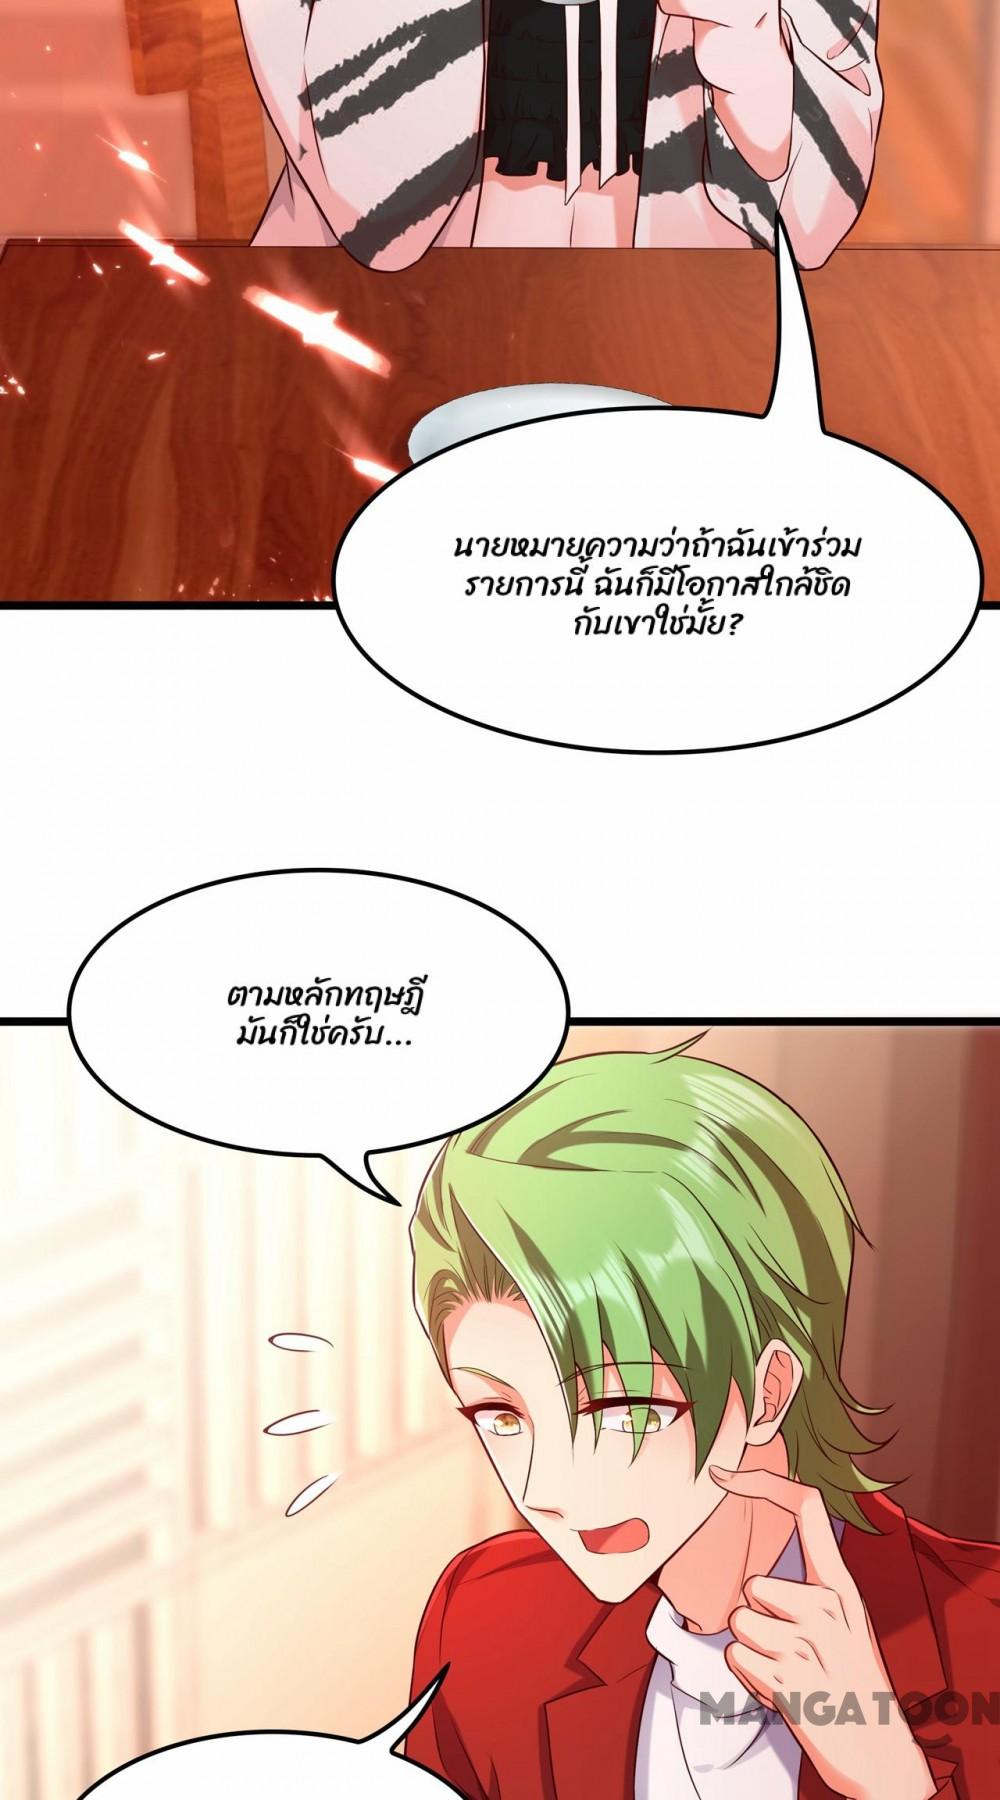 นายหมายความว่าถ้าฉันเข้าร่วม
รายการนี้ ฉันก็มีโอกาสใกล้ชิด
กับเขาใช่มั้ย?
ตามหลักทฤษฎี
มันก็ใช่ครับ...
MANGATOON